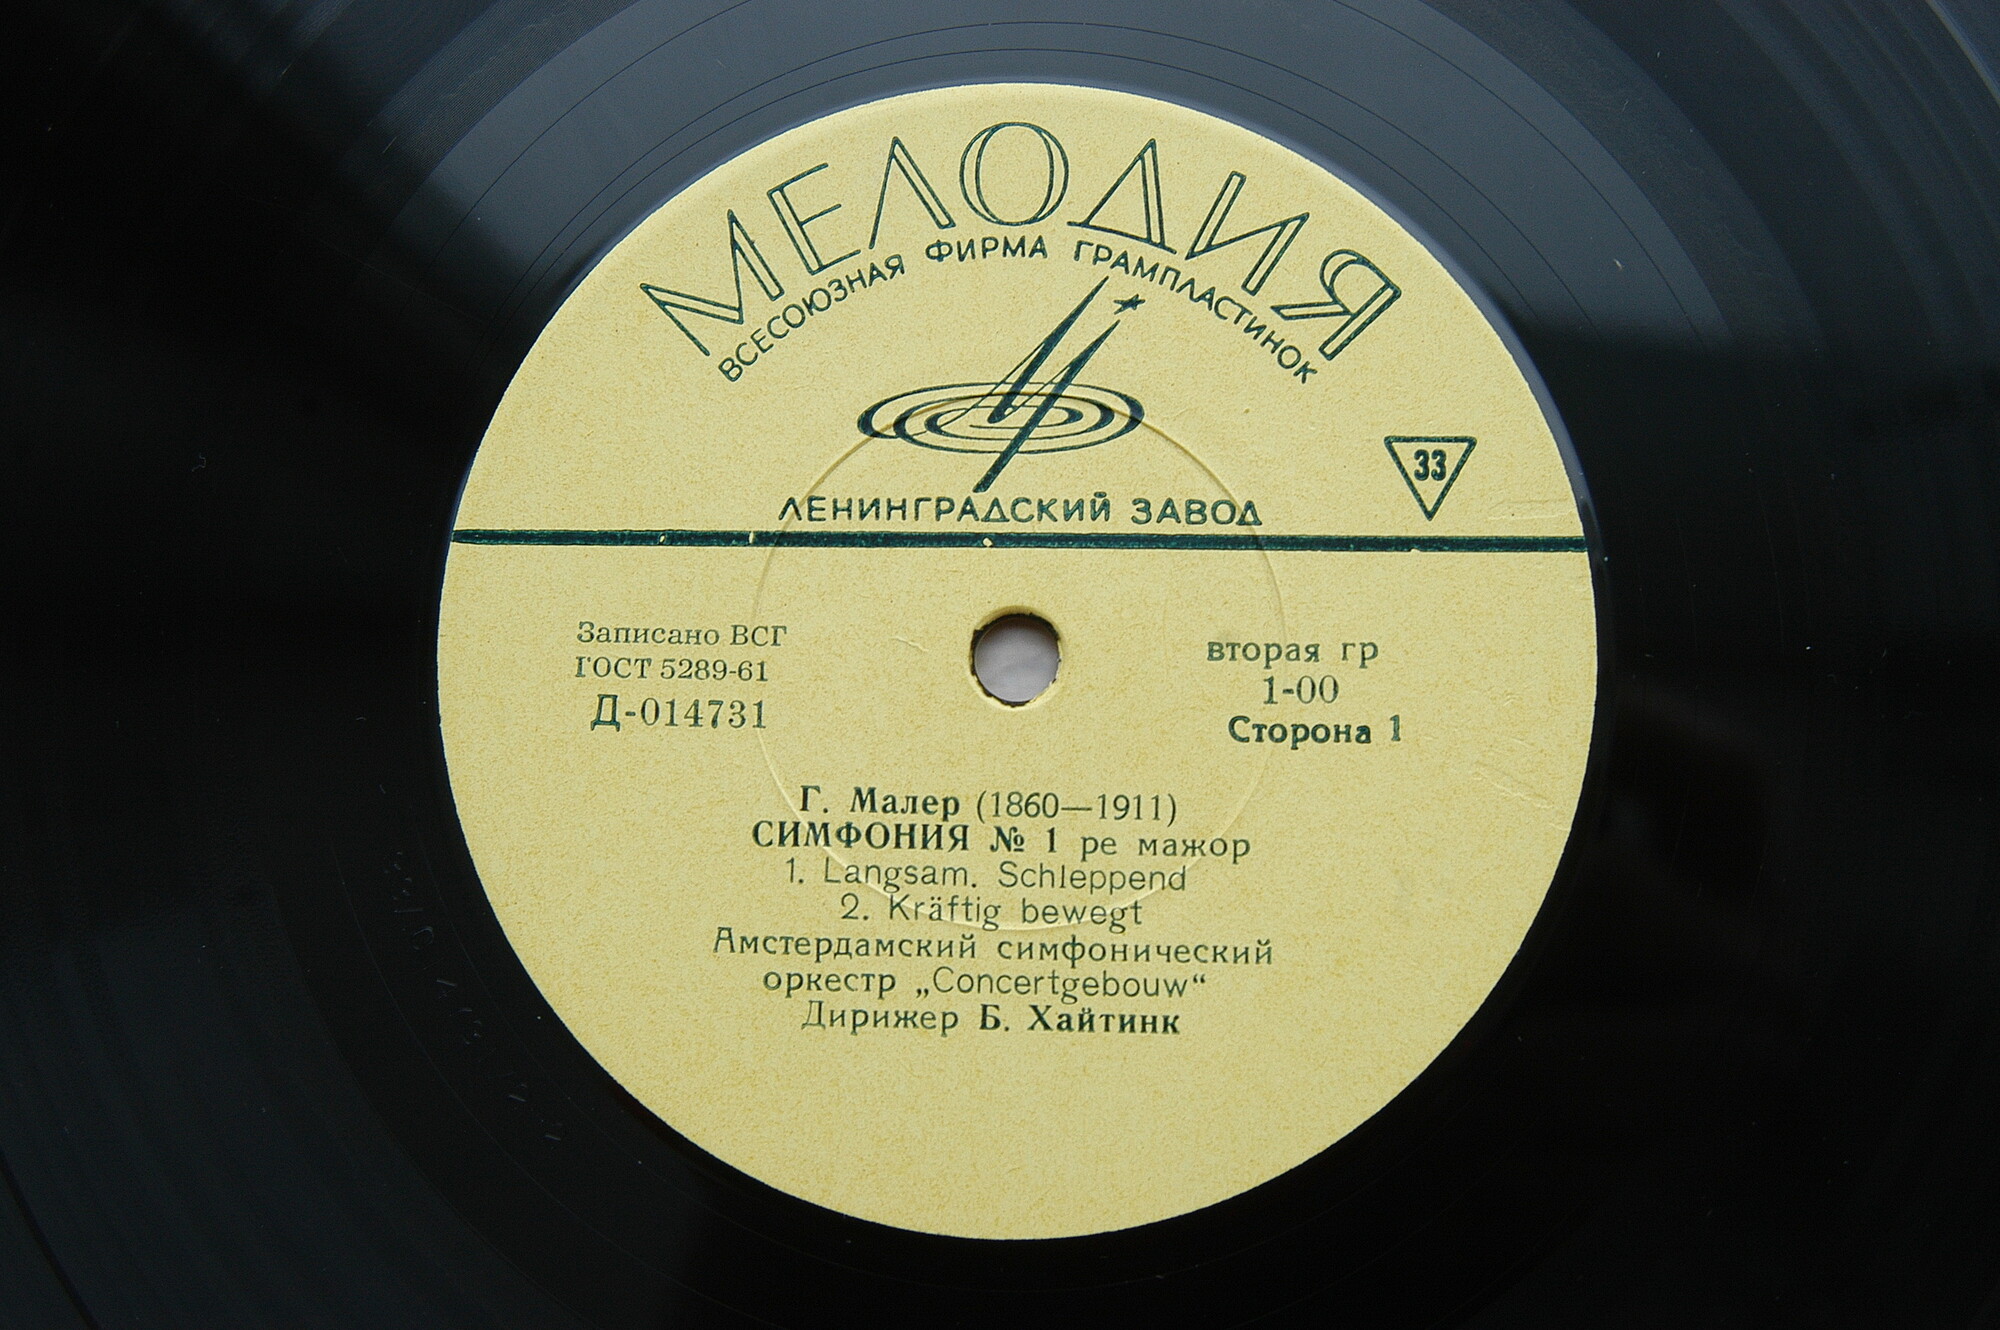 МЕЛОДИЯ
ВСЕСОЮЗНАЯ ФИРМА ГРАМПЛАСТИНОК
33
ЛЕНИНГРАДСКИЙ ЗАВОД
Записано ВСГ
ГОСТ 5289-61
Д-014731
вторая гр
1-00
Сторона 1
Г. Малер (1860—1911)
СИМФОНИЯ № 1 ре мажор
1. Langsam. Schleppend
2. Kräftig bewegt
Амстердамский симфонический
оркестр „Concertgebouw“
Дирижер Б. Хайтинк